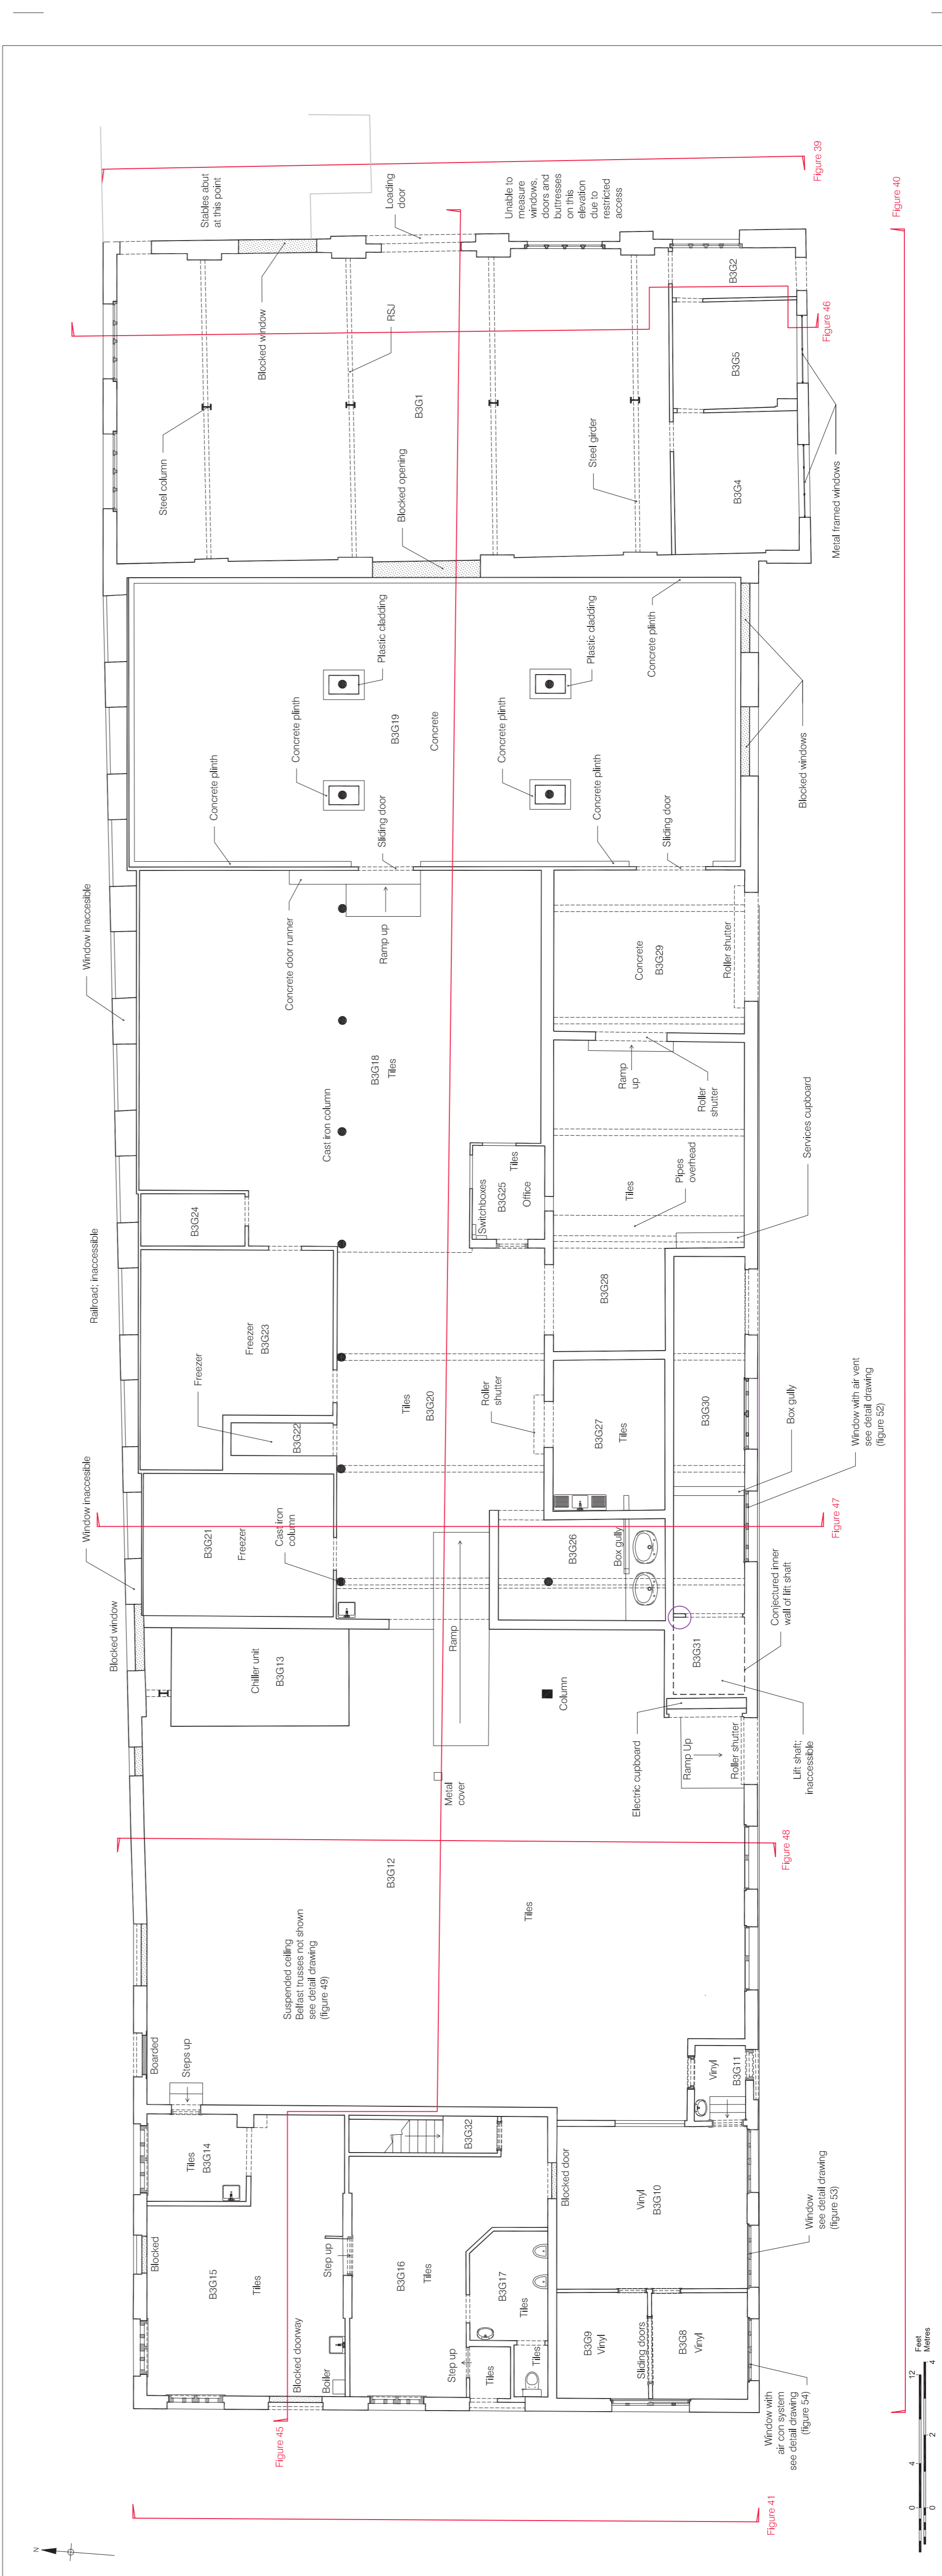 Figure 39
Figure 40
Stables abut
at this point
Loading
door
Unable to
measure
windows,
doors and
buttresses
on this
elevation
due to
restricted
access
B3G2
Figure 46
Blocked window
RSJ
B3G1
B3G5
Steel column
Blocked opening
Steel girder
B3G4
Metal framed windows
Plastic cladding
Plastic cladding
Concrete plinth
B3G19
Concrete
Concrete plinth
Concrete plinth
Concrete plinth
Concrete plinth
Blocked windows
Sliding door
Sliding door
Window inaccesible
Concrete door runner
Ramp up
Concrete
B3G29
Roller shutter
B3G18
Tiles
Cast iron column
Ramp
up
Roller
shutter
Services cupboard
Switchboxes
B3G25
Office
Tiles
Tiles
Pipes
overhead
B3G24
Railroad; inaccessible
Freezer
B3G23
Freezer
B3G22
B3G28
Tiles
B3G20
Roller
shutter
B3G27
Tiles
B3G30
Box gully
Window with air vent
see detail drawing
(figure 52)
Window inaccesible
B3G21
Freezer
Cast iron
column
B3G26
Box gully
Figure 47
Conjectured inner
wall of lift shaft
Blocked window
Chiller unit
B3G13
Ramp
B3G31
Column
Electric cupboard
Ramp Up
Roller shutter
Lift shaft;
inaccessible
Metal
cover
Figure 48
B3G12
Tiles
Suspended ceiling
Belfast trusses not shown
see detail drawing
(figure 49)
Boarded
Steps up
Vinyl
B3G11
Tiles
B3G14
B3G32
Blocked door
Vinyl
B3G10
Window
see detail drawing
(figure 53)
Blocked
B3G15
Tiles
Step up
B3G16
Tiles
B3G17
Tiles
B3G9
Vinyl
Sliding doors
B3G8
Vinyl
Blocked doorway
Boiler
Step up
Tiles
Tiles
Window with
air con system
see detail drawing
(figure 54)
Figure 45
Figure 41
N
0
4
12
Feet
Metres
0
2
4